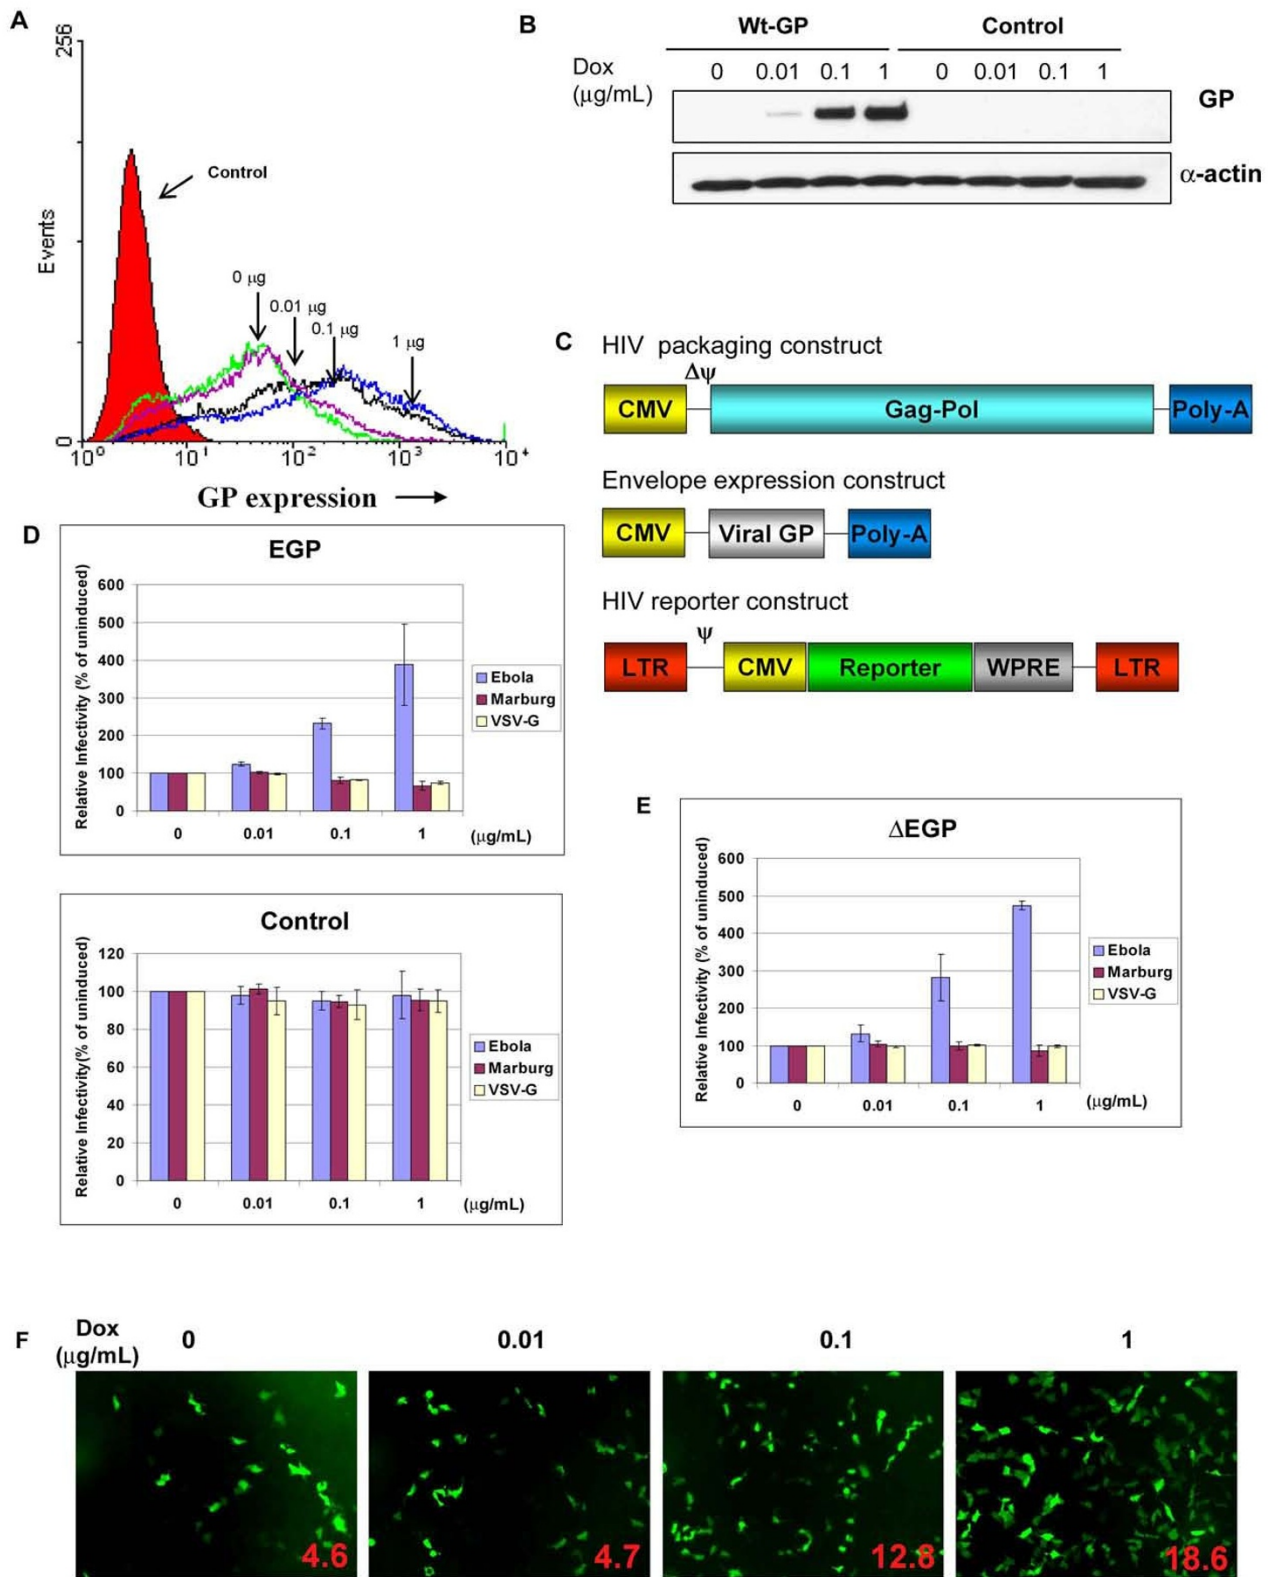 A
256
Events
0
Control
0 μg
0.01 μg
0.1 μg
1 μg
10⁰ 10¹ 10² 10³ 10⁴
GP expression
B
Wt-GP Control
Dox 0 0.01 0.1 1 0 0.01 0.1 1
(μg/mL)
GP
α-actin
C
HIV packaging construct
Δψ
CMV Gag-Pol Poly-A
Envelope expression construct
CMV Viral GP Poly-A
HIV reporter construct
ψ
LTR CMV Reporter WPRE LTR
D
EGP
Relative Infectivity (% of uninduced)
600
500
400
300
200
100
0
0 0.01 0.1 1 (μg/mL)
Ebola
Marburg
VSV-G
Control
Relative Infectivity(% of uninduced)
120
100
80
60
40
20
0
0 0.01 0.1 1 (μg/mL)
Ebola
Marburg
VSV-G
E
ΔEGP
Relative Infectivity (% of uninduced)
600
500
400
300
200
100
0
0 0.01 0.1 1 (μg/mL)
Ebola
Marburg
VSV-G
F
Dox 0 0.01 0.1 1
(μg/mL)
4.6 4.7 12.8 18.6